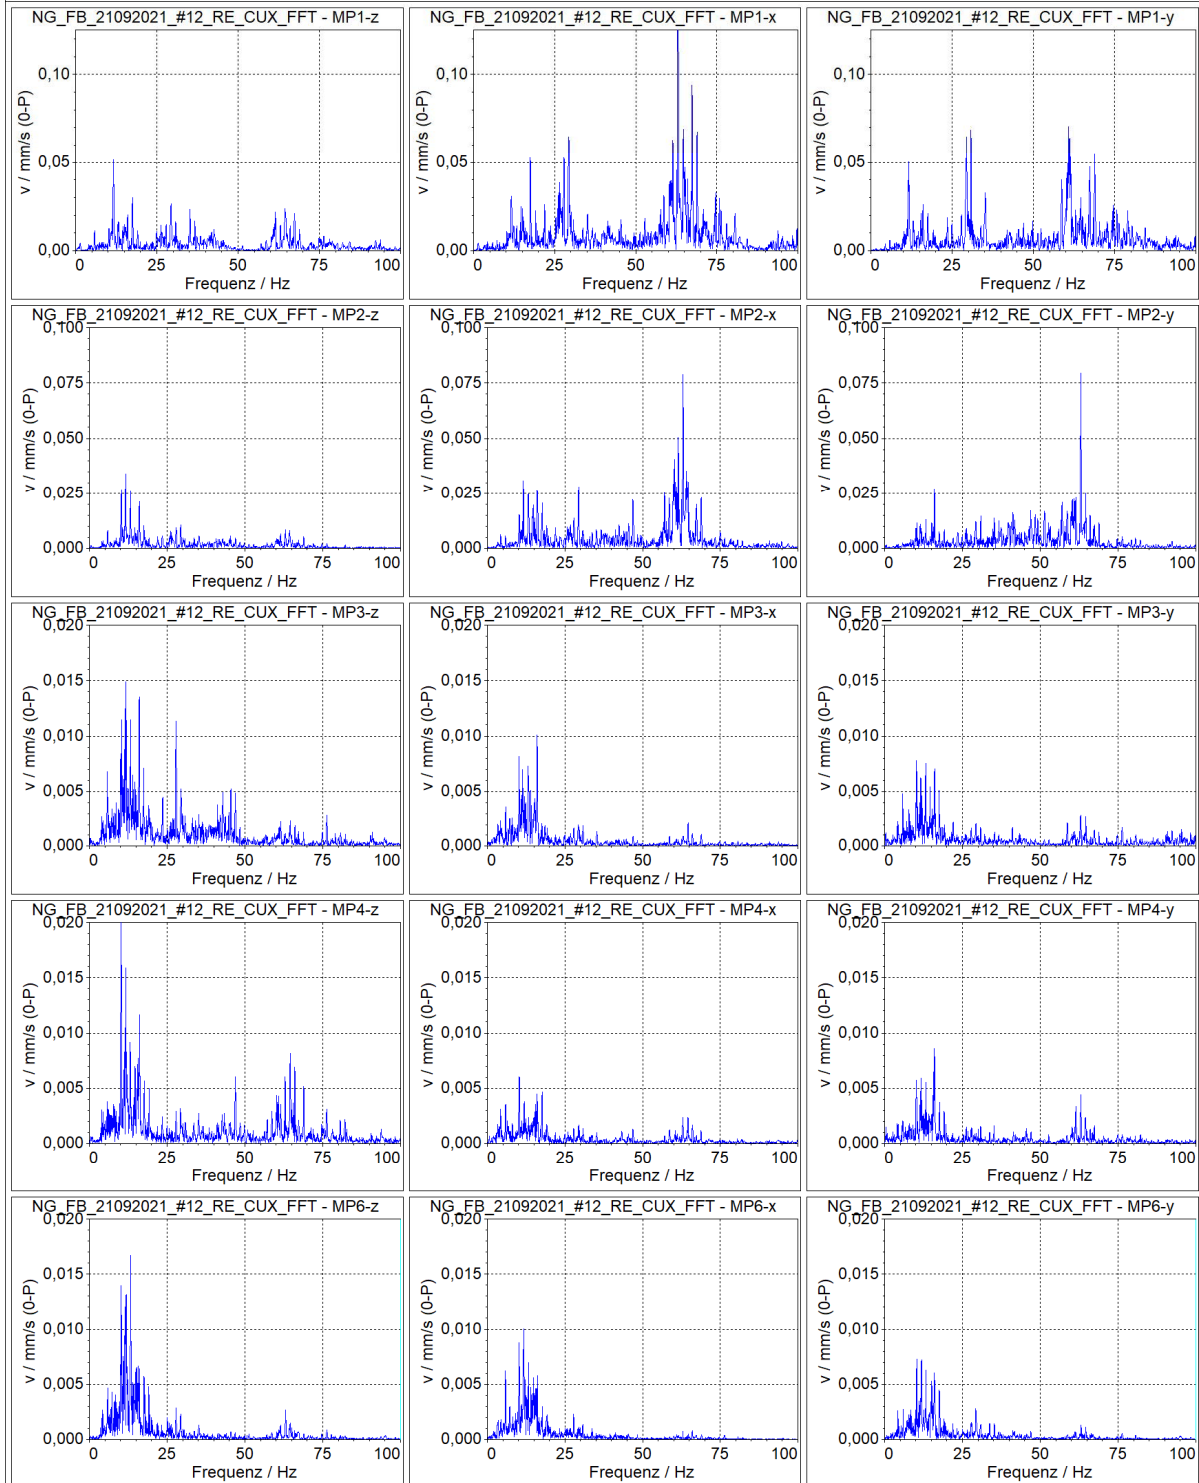 NG_FB_21092021_#12_RE_CUX_FFT - MP1-z
v / mm/s (0-P)
0,10
0,05
0,00
0 25 50 75 100
Frequenz / Hz
NG_FB_21092021_#12_RE_CUX_FFT - MP1-x
v / mm/s (0-P)
0,10
0,05
0,00
0 25 50 75 100
Frequenz / Hz
NG_FB_21092021_#12_RE_CUX_FFT - MP1-y
v / mm/s (0-P)
0,10
0,05
0,00
0 25 50 75 100
Frequenz / Hz
NG_FB_21092021_#12_RE_CUX_FFT - MP2-z
v / mm/s (0-P)
0,100
0,075
0,050
0,025
0,000
0 25 50 75 100
Frequenz / Hz
NG_FB_21092021_#12_RE_CUX_FFT - MP2-x
v / mm/s (0-P)
0,100
0,075
0,050
0,025
0,000
0 25 50 75 100
Frequenz / Hz
NG_FB_21092021_#12_RE_CUX_FFT - MP2-y
v / mm/s (0-P)
0,100
0,075
0,050
0,025
0,000
0 25 50 75 100
Frequenz / Hz
NG_FB_21092021_#12_RE_CUX_FFT - MP3-z
v / mm/s (0-P)
0,020
0,015
0,010
0,005
0,000
0 25 50 75 100
Frequenz / Hz
NG_FB_21092021_#12_RE_CUX_FFT - MP3-x
v / mm/s (0-P)
0,020
0,015
0,010
0,005
0,000
0 25 50 75 100
Frequenz / Hz
NG_FB_21092021_#12_RE_CUX_FFT - MP3-y
v / mm/s (0-P)
0,020
0,015
0,010
0,005
0,000
0 25 50 75 100
Frequenz / Hz
NG_FB_21092021_#12_RE_CUX_FFT - MP4-z
v / mm/s (0-P)
0,020
0,015
0,010
0,005
0,000
0 25 50 75 100
Frequenz / Hz
NG_FB_21092021_#12_RE_CUX_FFT - MP4-x
v / mm/s (0-P)
0,020
0,015
0,010
0,005
0,000
0 25 50 75 100
Frequenz / Hz
NG_FB_21092021_#12_RE_CUX_FFT - MP4-y
v / mm/s (0-P)
0,020
0,015
0,010
0,005
0,000
0 25 50 75 100
Frequenz / Hz
NG_FB_21092021_#12_RE_CUX_FFT - MP6-z
v / mm/s (0-P)
0,020
0,015
0,010
0,005
0,000
0 25 50 75 100
Frequenz / Hz
NG_FB_21092021_#12_RE_CUX_FFT - MP6-x
v / mm/s (0-P)
0,020
0,015
0,010
0,005
0,000
0 25 50 75 100
Frequenz / Hz
NG_FB_21092021_#12_RE_CUX_FFT - MP6-y
v / mm/s (0-P)
0,020
0,015
0,010
0,005
0,000
0 25 50 75 100
Frequenz / Hz